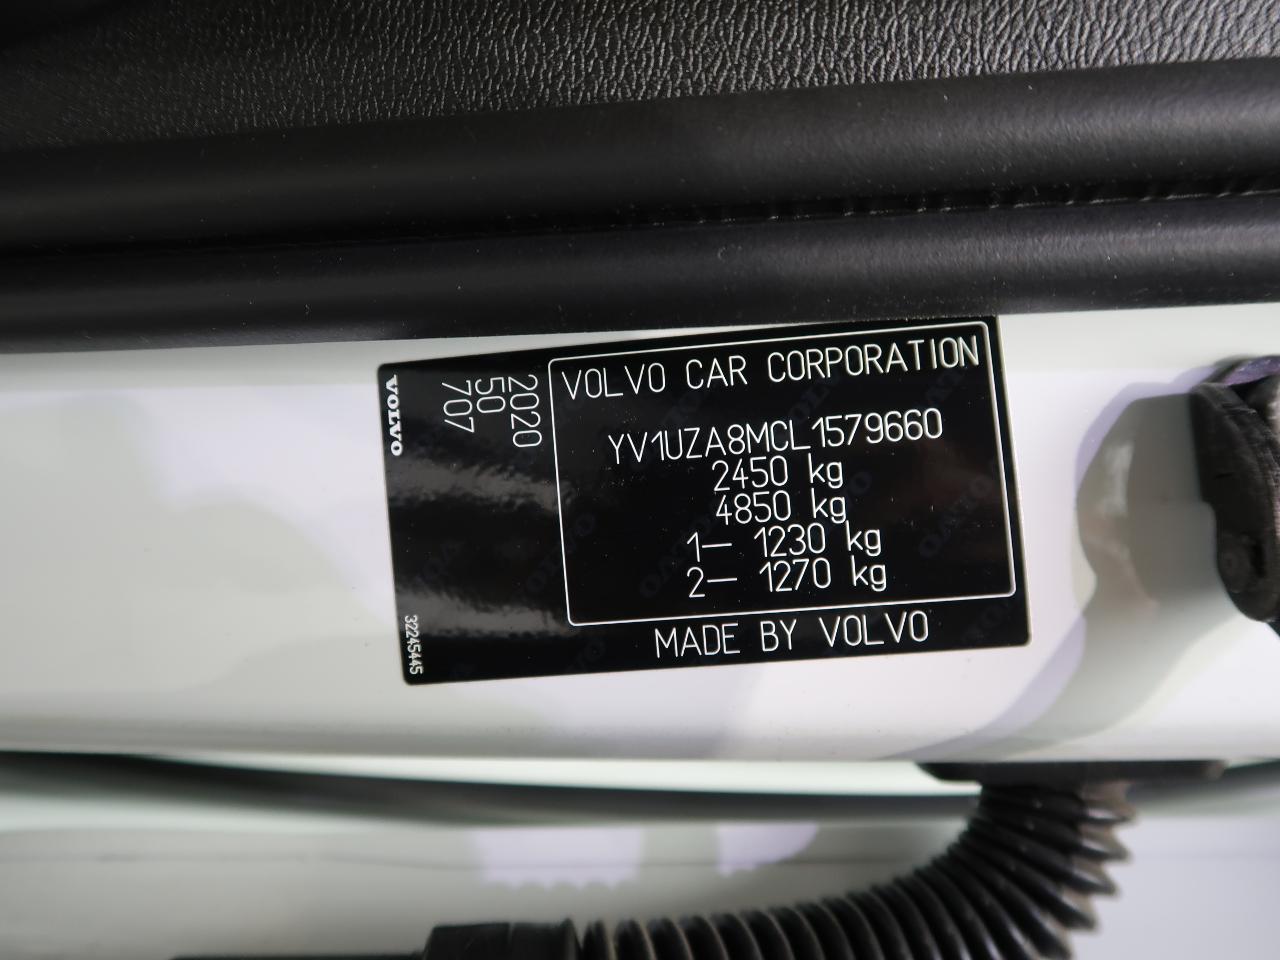 VOLVO
2020
50
707
32245445
VOLVO CAR CORPORATION
YV1UZA8MCL1579660
2450 kg
4850 kg
1– 1230 kg
2– 1270 kg
MADE BY VOLVO